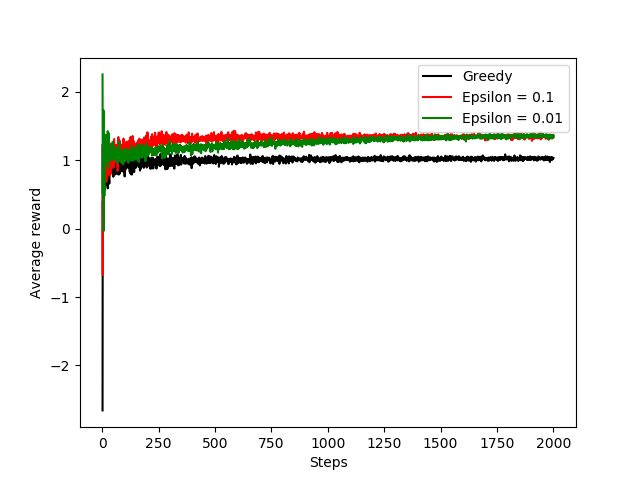 Greedy
Epsilon = 0.1
Epsilon = 0.01
Average reward
2
1
0
−1
−2
0 250 500 750 1000 1250 1500 1750 2000
Steps